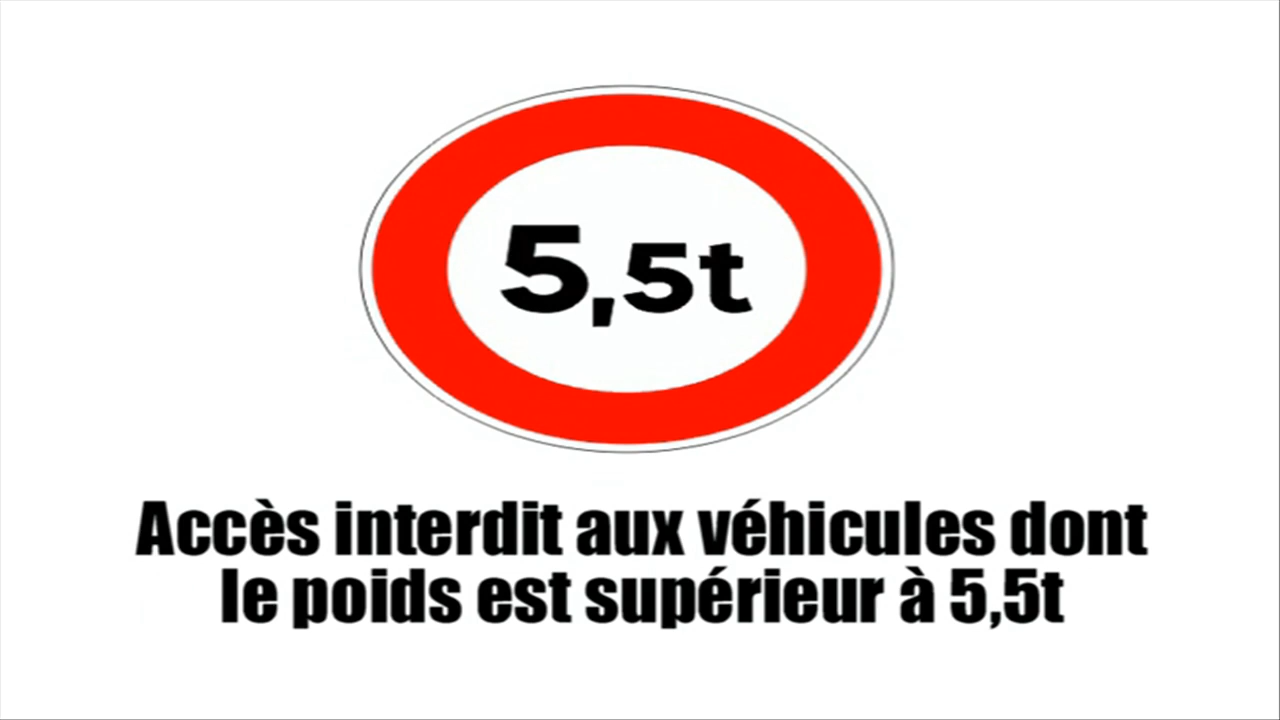 5,5t
Accès interdit aux véhicules dont
le poids est supérieur à 5,5t